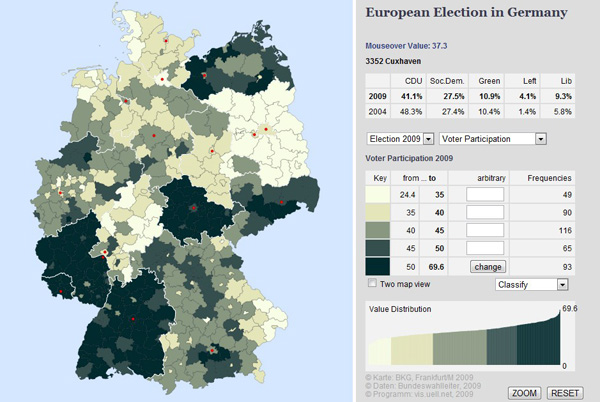 European Election in Germany
Mouseover Value: 37.3
3352 Cuxhaven
CDU Soc.Dem. Green Left Lib
2009 41.1% 27.5% 10.9% 4.1% 9.3%
2004 48.3% 27.4% 10.4% 1.4% 5.8%
Election 2009 Voter Participation
Voter Participation 2009
Key from ... to arbitrary Frequencies
24.4 35 49
35 40 90
40 45 116
45 50 65
50 69.6 change 93
Two map view Classify
Value Distribution 69.6
0
© Karte: BKG, Frankfurt/M 2009
© Daten: Bundeswahlleiter, 2009
© Programm: vis.uell.net, 2009
ZOOM RESET